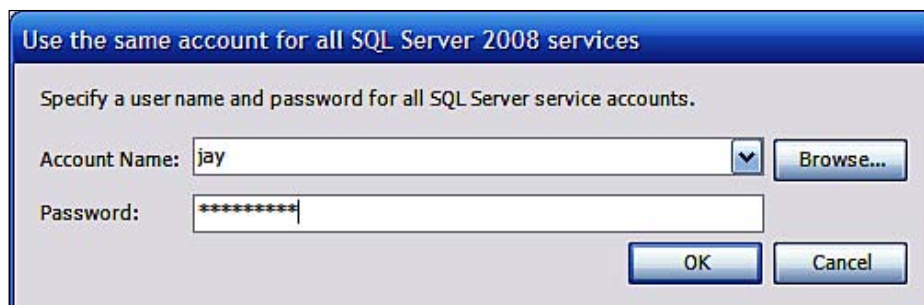 Use the same account for all SQL Server 2008 services
Specify a user name and password for all SQL Server service accounts.
Account Name: jay Browse...
Password: *********
OK Cancel